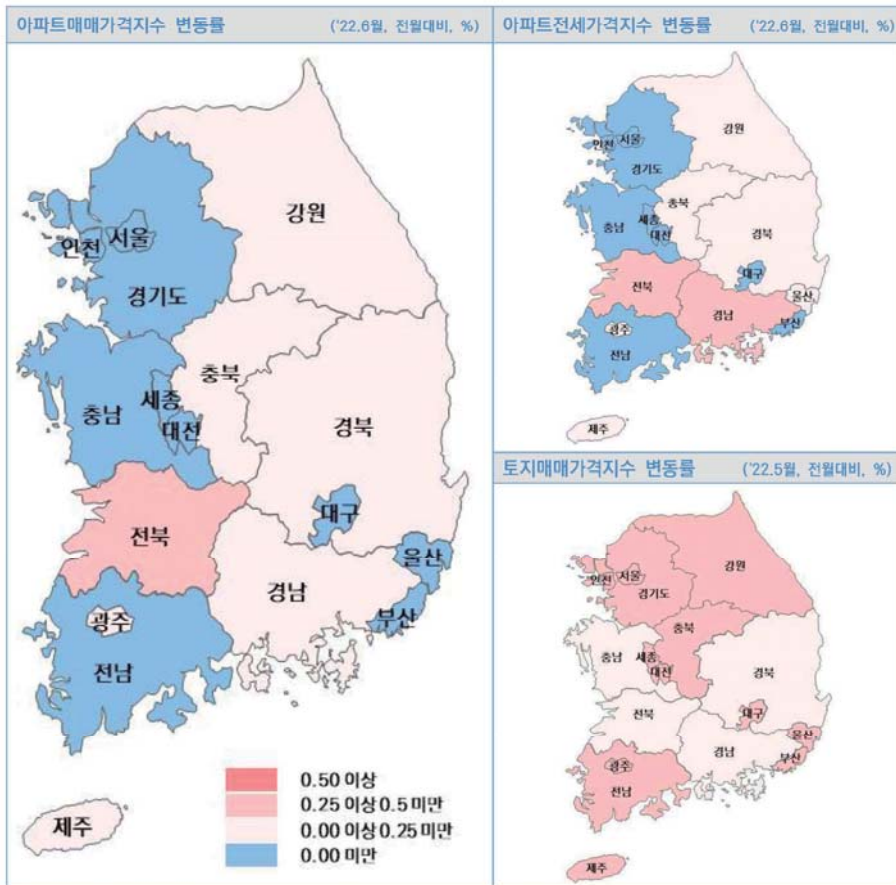 아파트매매가격지수 변동률 ('22.6월, 전월대비, %)
강원
인천 서울
경기도
충북
세종
충남
대전
경북
대구
전북
울산
경남
부산
광주
전남
제주
0.50 이상
0.25 이상 0.5 미만
0.00 이상 0.25 미만
0.00 미만
아파트전세가격지수 변동률 ('22.6월, 전월대비, %)
강원
인천 서울
경기도
충북
세종
충남
대전
경북
대구
전북
울산
경남
부산
광주
전남
제주
토지매매가격지수 변동률 ('22.5월, 전월대비, %)
강원
인천 서울
경기도
충북
충남
세종
대전
경북
전북
대구
울산
경남
부산
광주
전남
제주